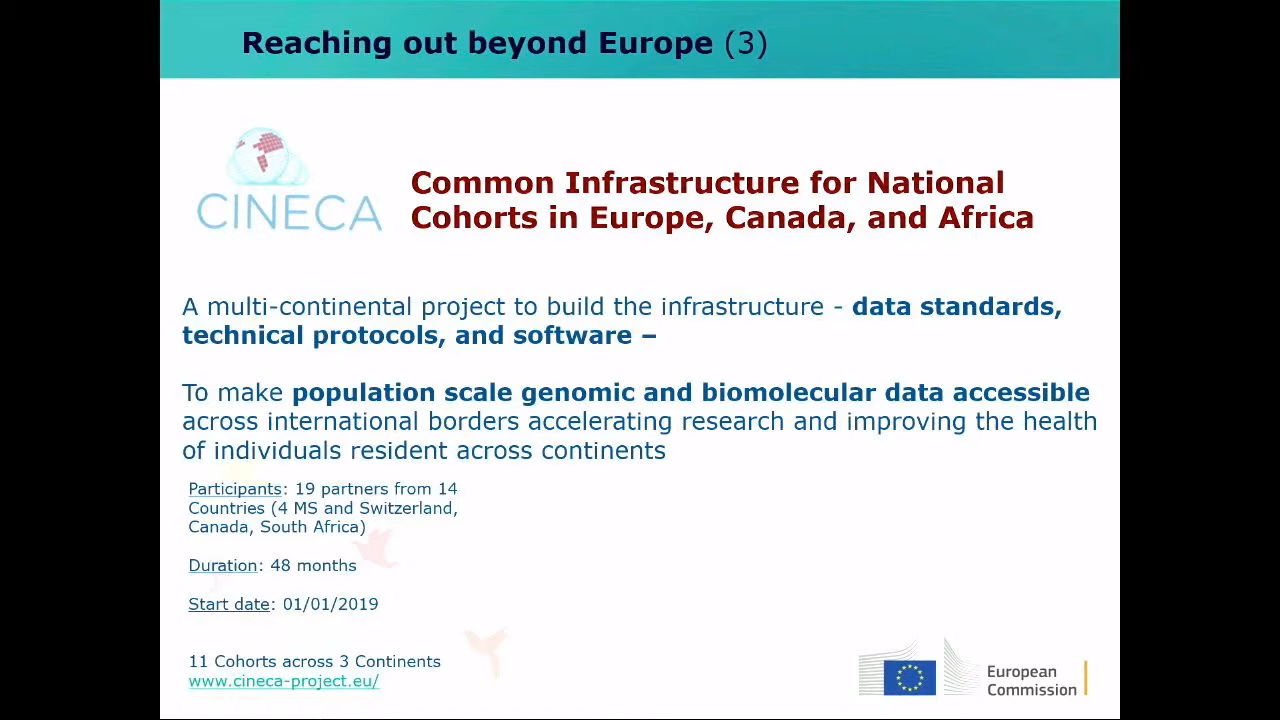 Reaching out beyond Europe (3)
CINECA
Common Infrastructure for National
Cohorts in Europe, Canada, and Africa
A multi-continental project to build the infrastructure - data standards,
technical protocols, and software –
To make population scale genomic and biomolecular data accessible
across international borders accelerating research and improving the health
of individuals resident across continents
Participants: 19 partners from 14
Countries (4 MS and Switzerland,
Canada, South Africa)
Duration: 48 months
Start date: 01/01/2019
11 Cohorts across 3 Continents
www.cineca-project.eu/
European
Commission